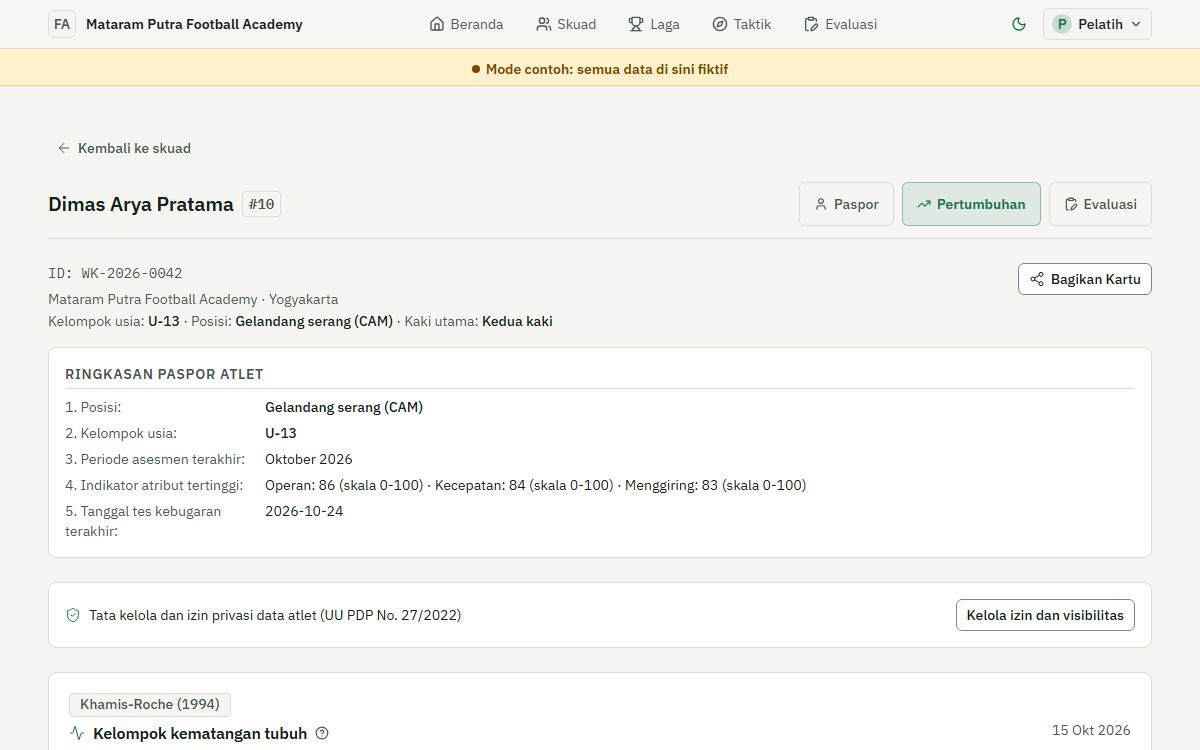 FA Mataram Putra Football Academy Beranda Skuad Laga Taktik Evaluasi P Pelatih
Mode contoh: semua data di sini fiktif
Kembali ke skuad
Dimas Arya Pratama #10 Paspor Pertumbuhan Evaluasi
ID: WK-2026-0042 Bagikan Kartu
Mataram Putra Football Academy · Yogyakarta
Kelompok usia: U-13 · Posisi: Gelandang serang (CAM) · Kaki utama: Kedua kaki
RINGKASAN PASPOR ATLET
1. Posisi: Gelandang serang (CAM)
2. Kelompok usia: U-13
3. Periode asesmen terakhir: Oktober 2026
4. Indikator atribut tertinggi: Operan: 86 (skala 0-100) · Kecepatan: 84 (skala 0-100) · Menggiring: 83 (skala 0-100)
5. Tanggal tes kebugaran terakhir: 2026-10-24
Tata kelola dan izin privasi data atlet (UU PDP No. 27/2022) Kelola izin dan visibilitas
Khamis-Roche (1994)
Kelompok kematangan tubuh 15 Okt 2026